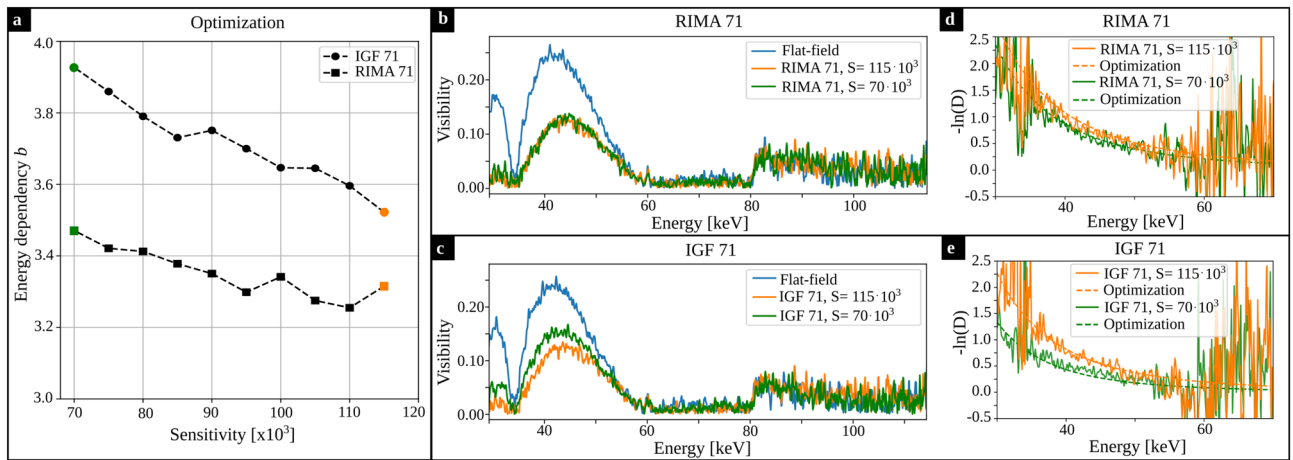 a
Optimization
IGF 71
RIMA 71
4.0
3.8
3.6
3.4
3.2
3.0
Energy dependency b
70
80
90
100
110
120
Sensitivity [x10³]
b
RIMA 71
Flat-field
RIMA 71, S= 115·10³
RIMA 71, S= 70·10³
0.20
0.10
0.00
Visibility
40
60
80
100
Energy [keV]
c
IGF 71
Flat-field
IGF 71, S= 115·10³
IGF 71, S= 70·10³
0.20
0.10
0.00
Visibility
40
60
80
100
Energy [keV]
d
RIMA 71
RIMA 71, S= 115·10³
Optimization
RIMA 71, S= 70·10³
Optimization
2.5
2.0
1.5
1.0
0.5
0.0
-0.5
-ln(D)
40
60
Energy [keV]
e
IGF 71
IGF 71, S= 115·10³
Optimization
IGF 71, S= 70·10³
Optimization
2.5
2.0
1.5
1.0
0.5
0.0
-0.5
-ln(D)
40
60
Energy [keV]